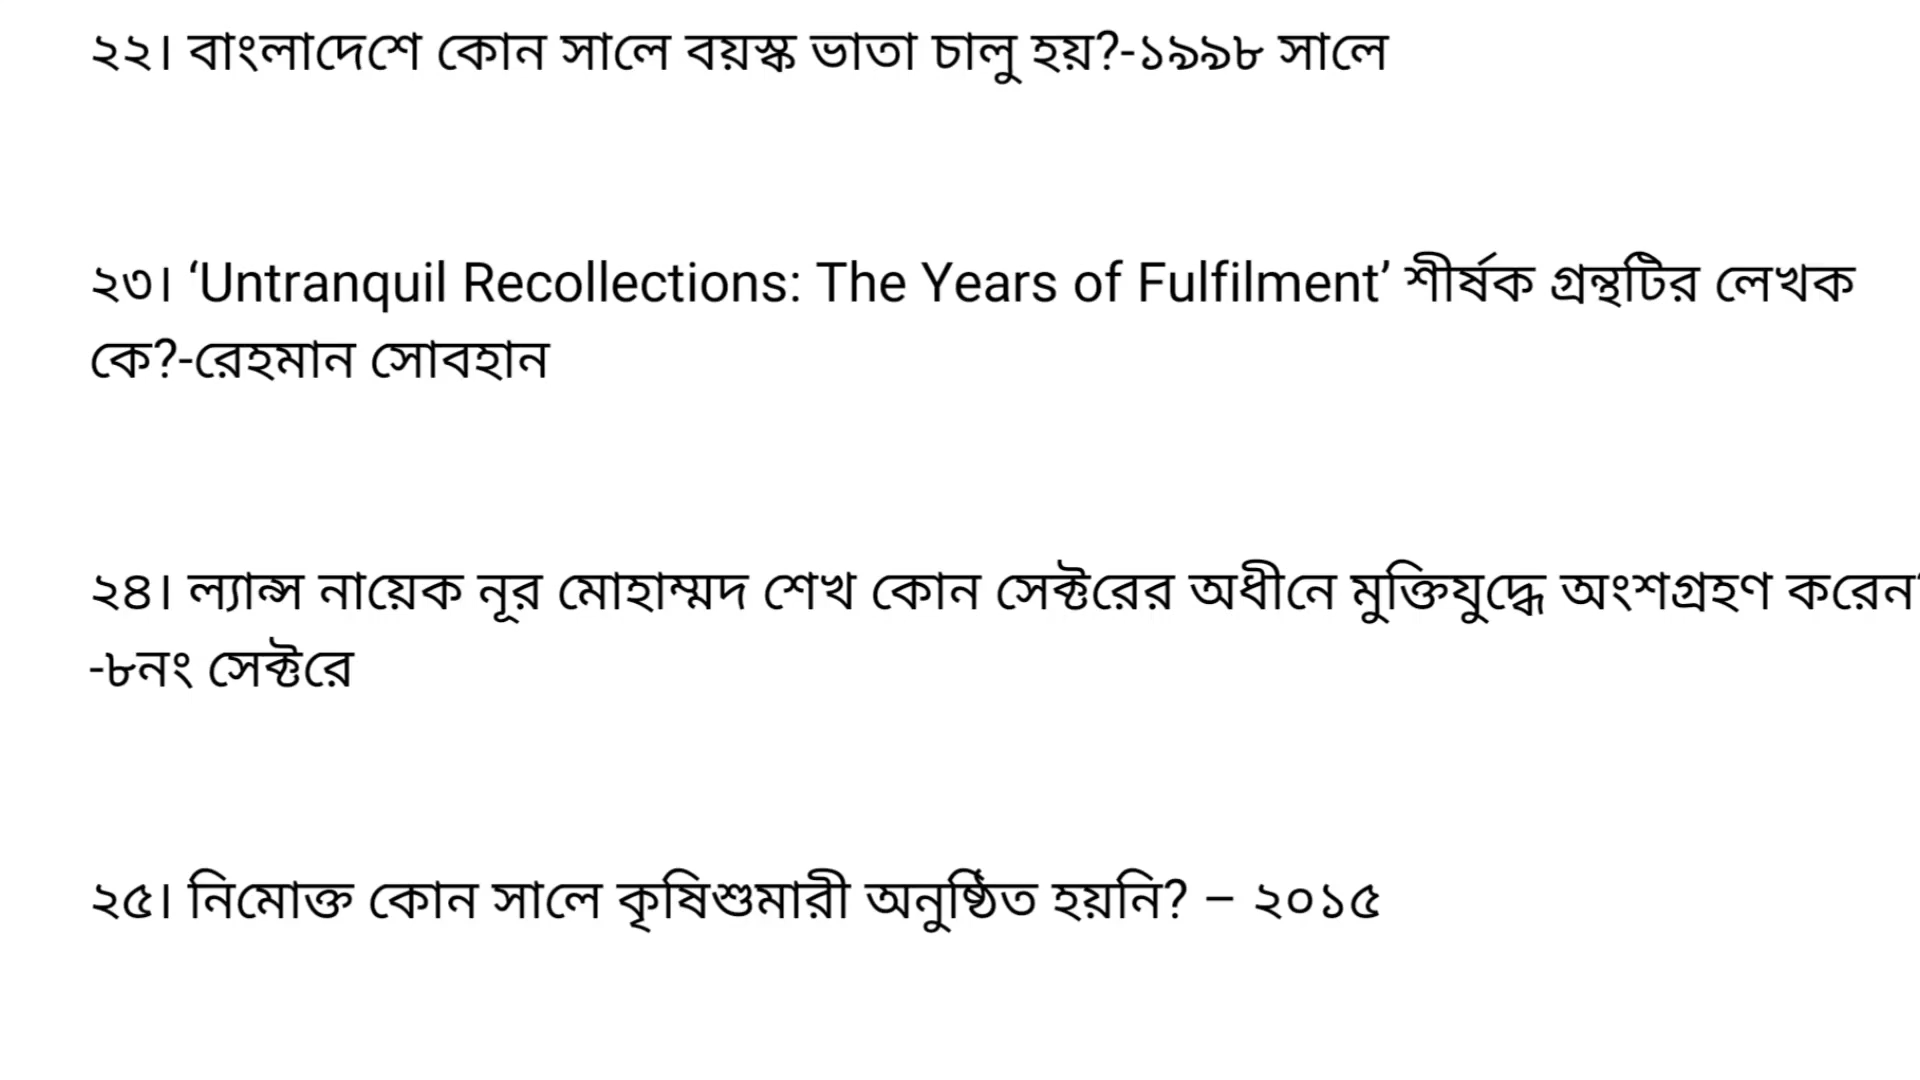 ২২। বাংলাদেশে কোন সালে বয়স্ক ভাতা চালু হয়?-১৯৯৮ সালে
২৩। ‘Untranquil Recollections: The Years of Fulfilment’ শীর্ষক গ্রন্থটির লেখক
কে?-রেহমান সোবহান
২৪। ল্যান্স নায়েক নূর মোহাম্মদ শেখ কোন সেক্টরের অধীনে মুক্তিযুদ্ধে অংশগ্রহণ করেন?
-৮নং সেক্টরে
২৫। নিমোক্ত কোন সালে কৃষিশুমারী অনুষ্ঠিত হয়নি? – ২০১৫